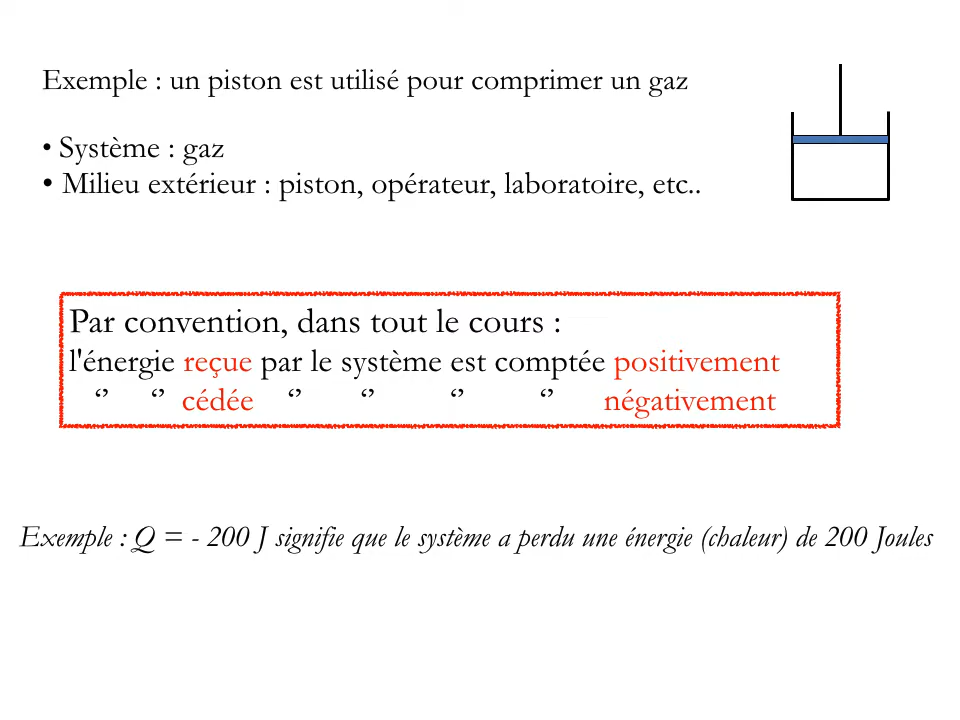 Exemple : un piston est utilisé pour comprimer un gaz
• Système : gaz
• Milieu extérieur : piston, opérateur, laboratoire, etc..
Par convention, dans tout le cours :
l'énergie reçue par le système est comptée positivement
‘’ ‘’ cédée ‘’ ‘’ ‘’ ‘’ négativement
Exemple : Q = - 200 J signifie que le système a perdu une énergie (chaleur) de 200 Joules